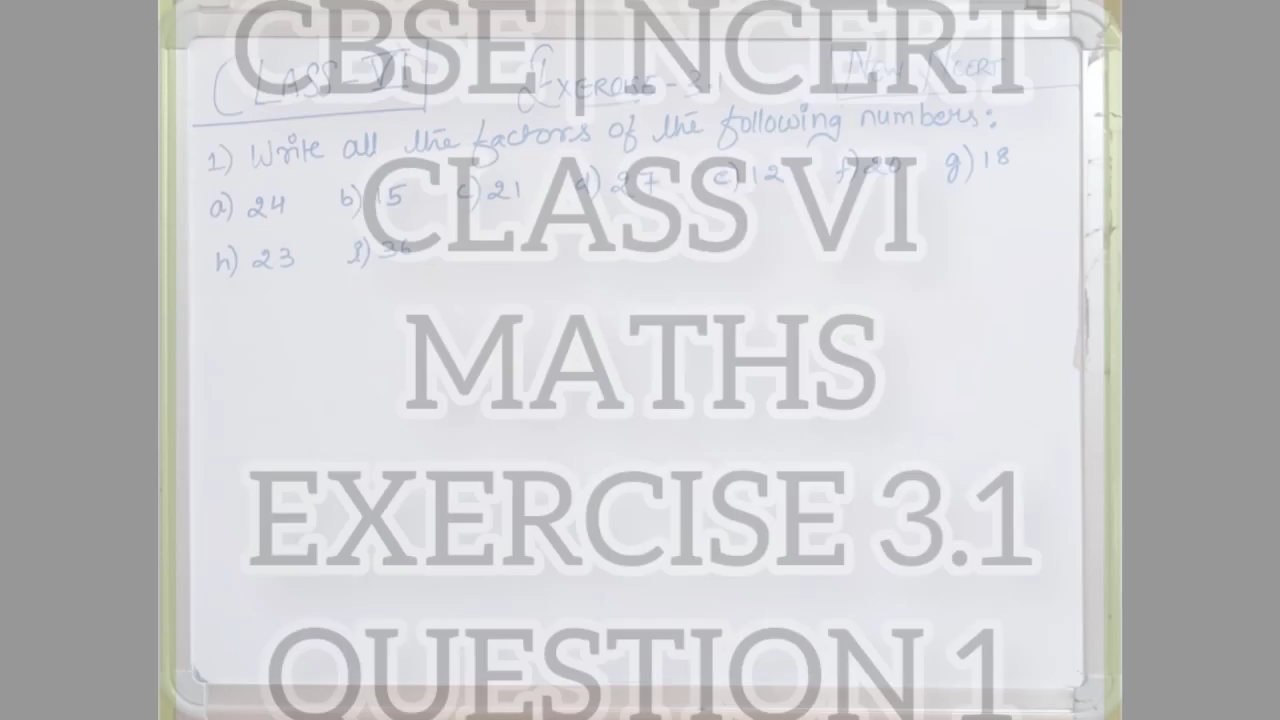 CBSE | NCERT
CLASS VI
MATHS
EXERCISE 3.1
QUESTION 1
CLASS-VI Exercise-3.1 New NCERT
1) Write all the factors of the following numbers:
a) 24 b) 15 c) 21 d) 27 e) 12 f) 20 g) 18
h) 23 i) 36